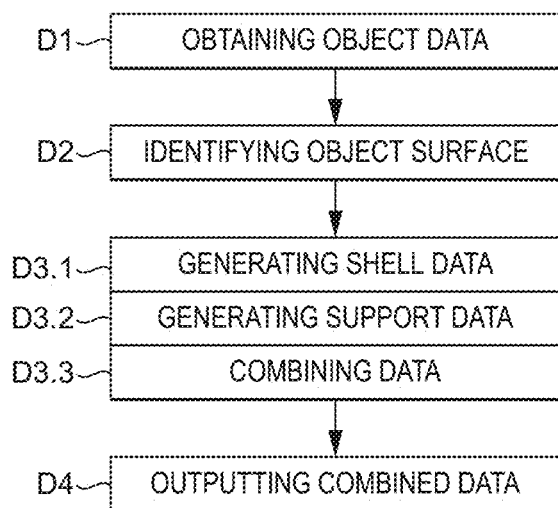 D1 OBTAINING OBJECT DATA
D2 IDENTIFYING OBJECT SURFACE
D3.1 GENERATING SHELL DATA
D3.2 GENERATING SUPPORT DATA
D3.3 COMBINING DATA
D4 OUTPUTTING COMBINED DATA